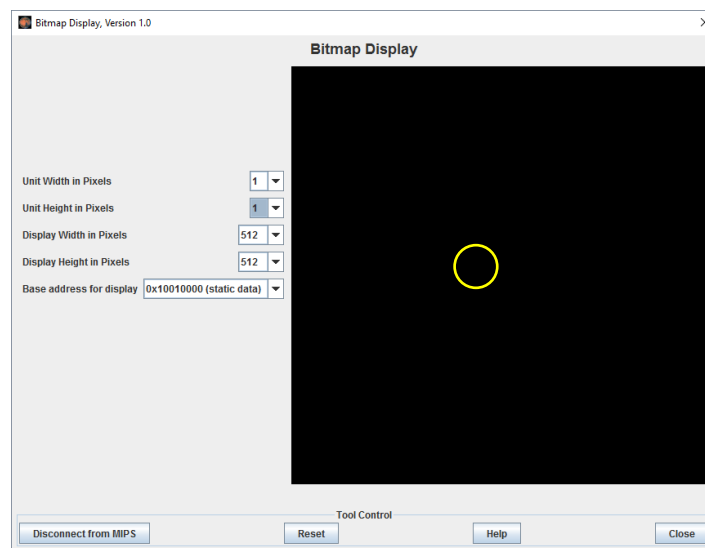 Bitmap Display, Version 1.0
Bitmap Display
Unit Width in Pixels 1
Unit Height in Pixels 1
Display Width in Pixels 512
Display Height in Pixels 512
Base address for display 0x10010000 (static data)
Tool Control
Disconnect from MIPS Reset Help Close